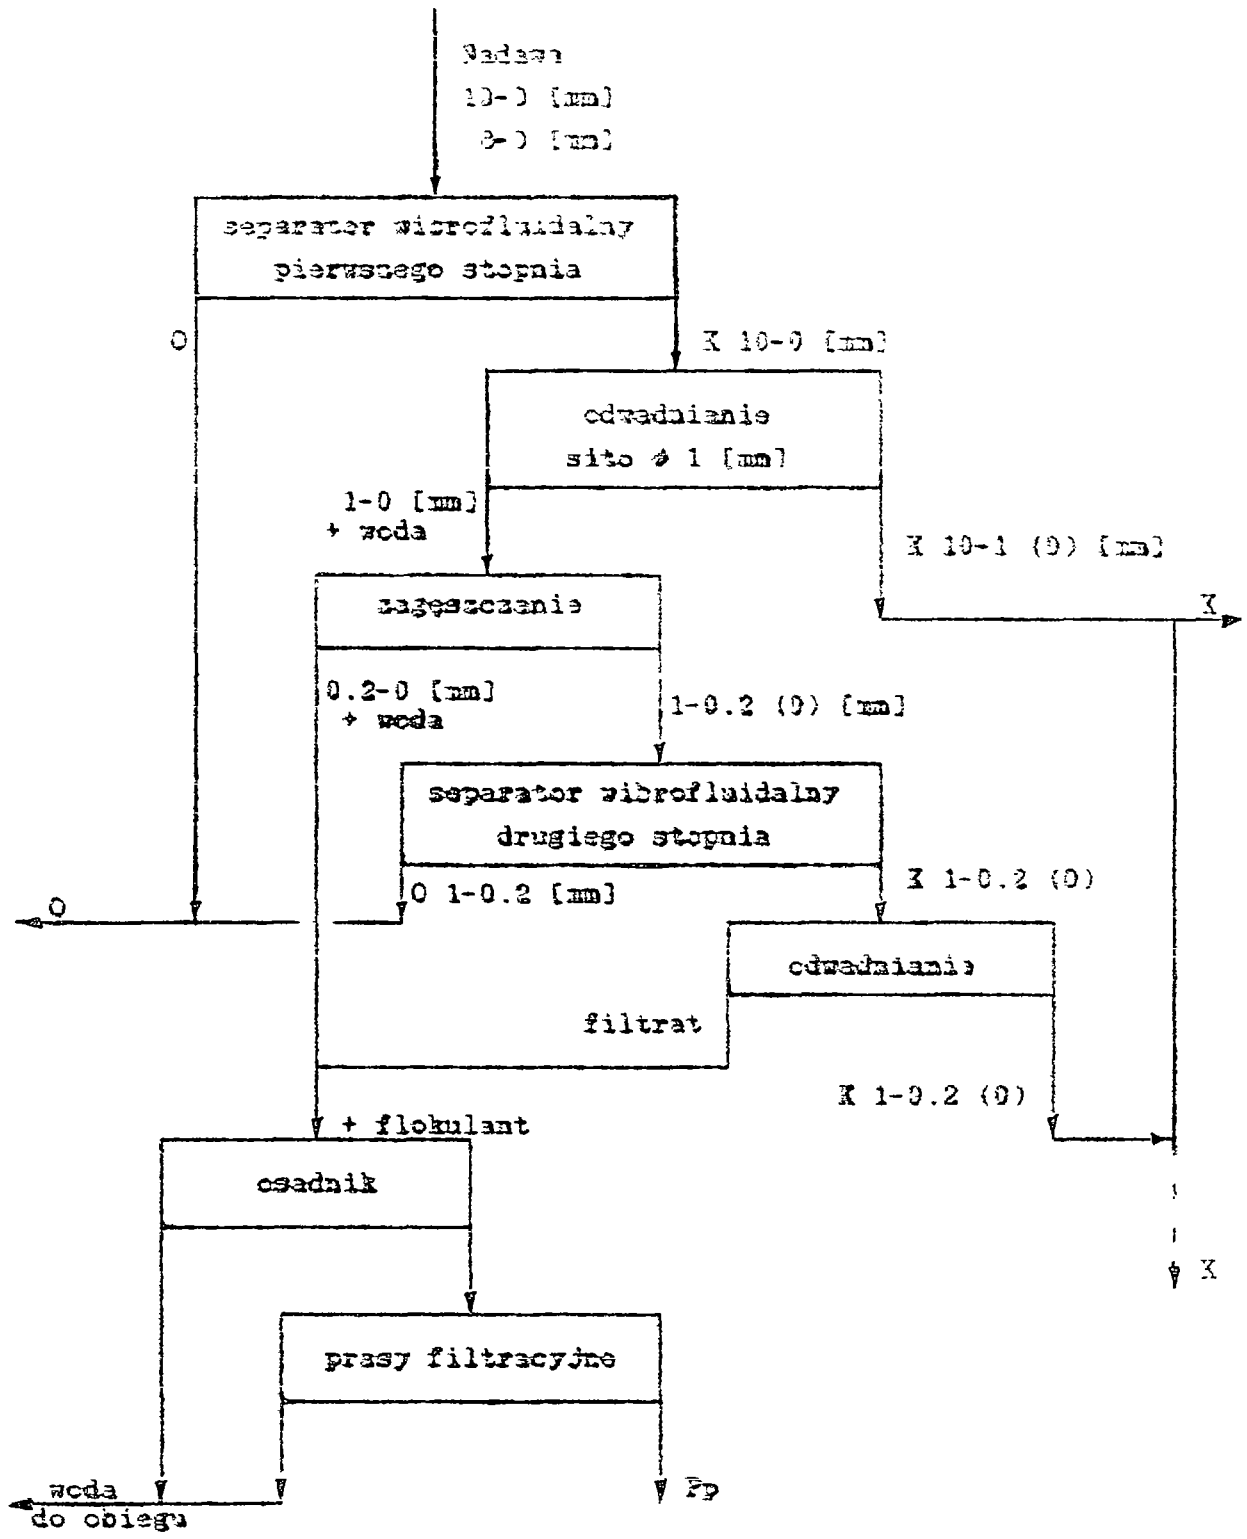 Nadawa
10-0 [mm]
8-0 [mm]
separator wibrofluidalny
pierwszego stopnia
O
K 10-0 [mm]
odwadnianie
sito # 1 [mm]
1-0 [mm]
+ woda
K 10-1 (0) [mm]
zagęszczanie
K
0.2-0 [mm]
+ woda
1-0.2 (0) [mm]
separator wibrofluidalny
drugiego stopnia
O 1-0.2 [mm]
K 1-0.2 (0)
O
odwadnianie
filtrat
K 1-0.2 (0)
+ flokulant
osadnik
K
prasy filtracyjne
woda
do obiegu
Pp